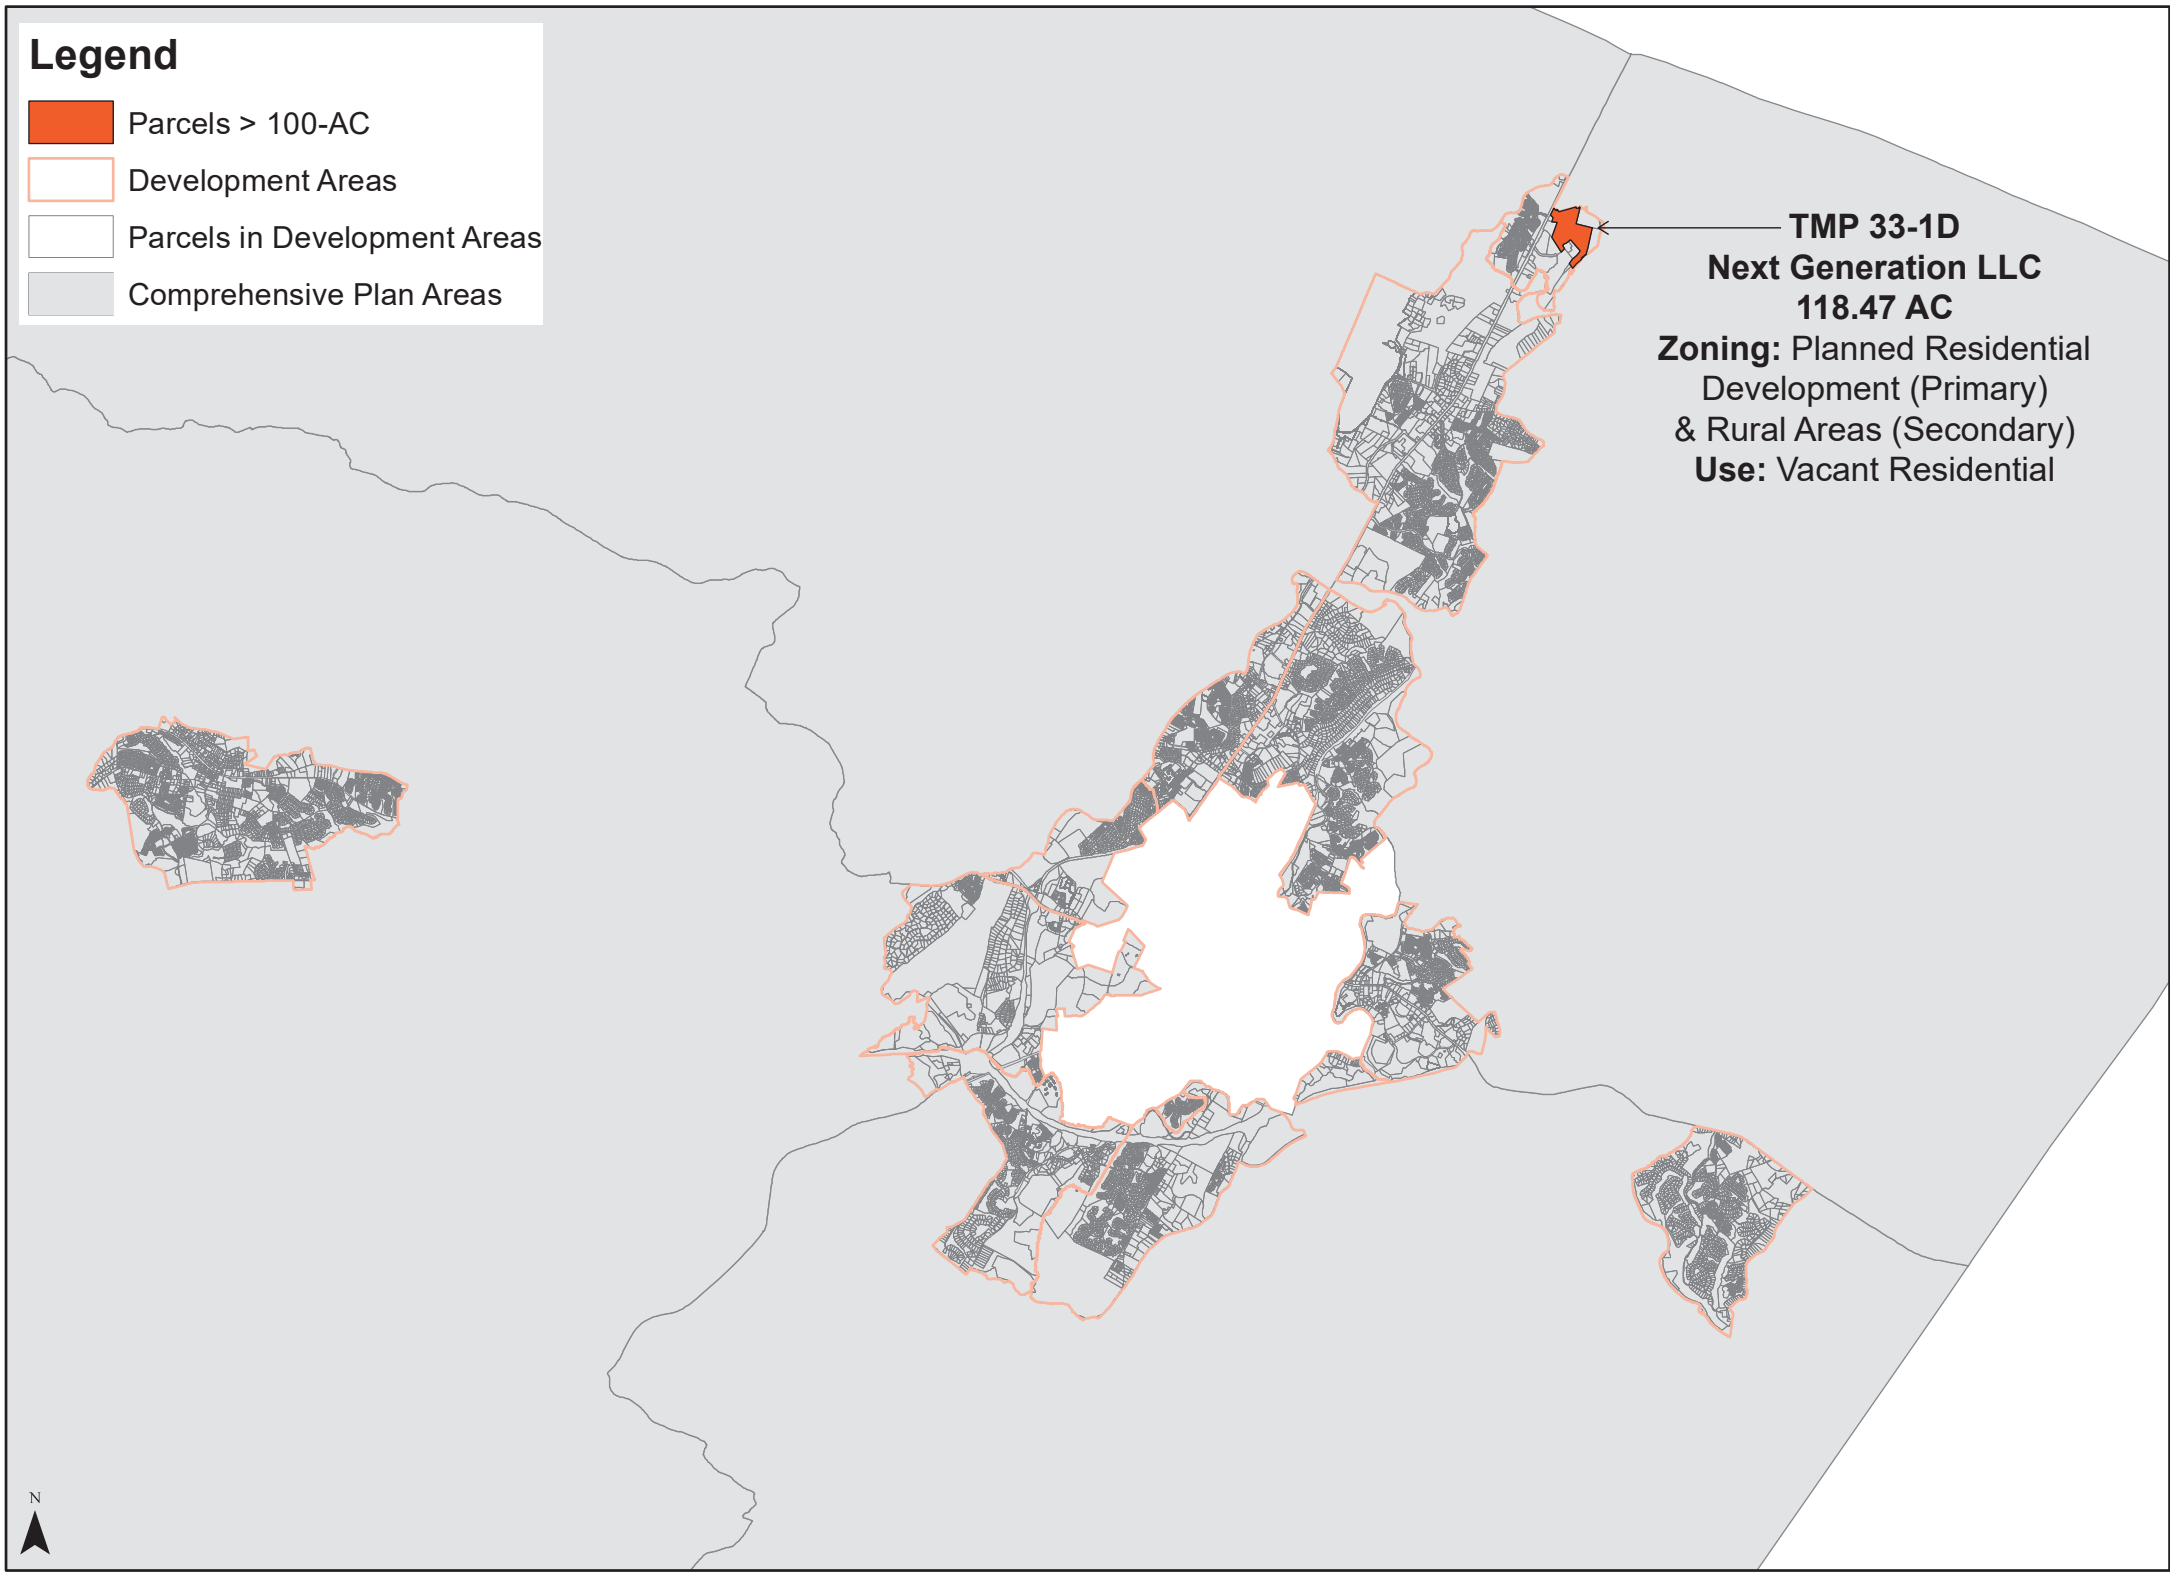 Legend
Parcels > 100-AC
Development Areas
Parcels in Development Areas
Comprehensive Plan Areas
TMP 33-1D
Next Generation LLC
118.47 AC
Zoning: Planned Residential
Development (Primary)
& Rural Areas (Secondary)
Use: Vacant Residential
N